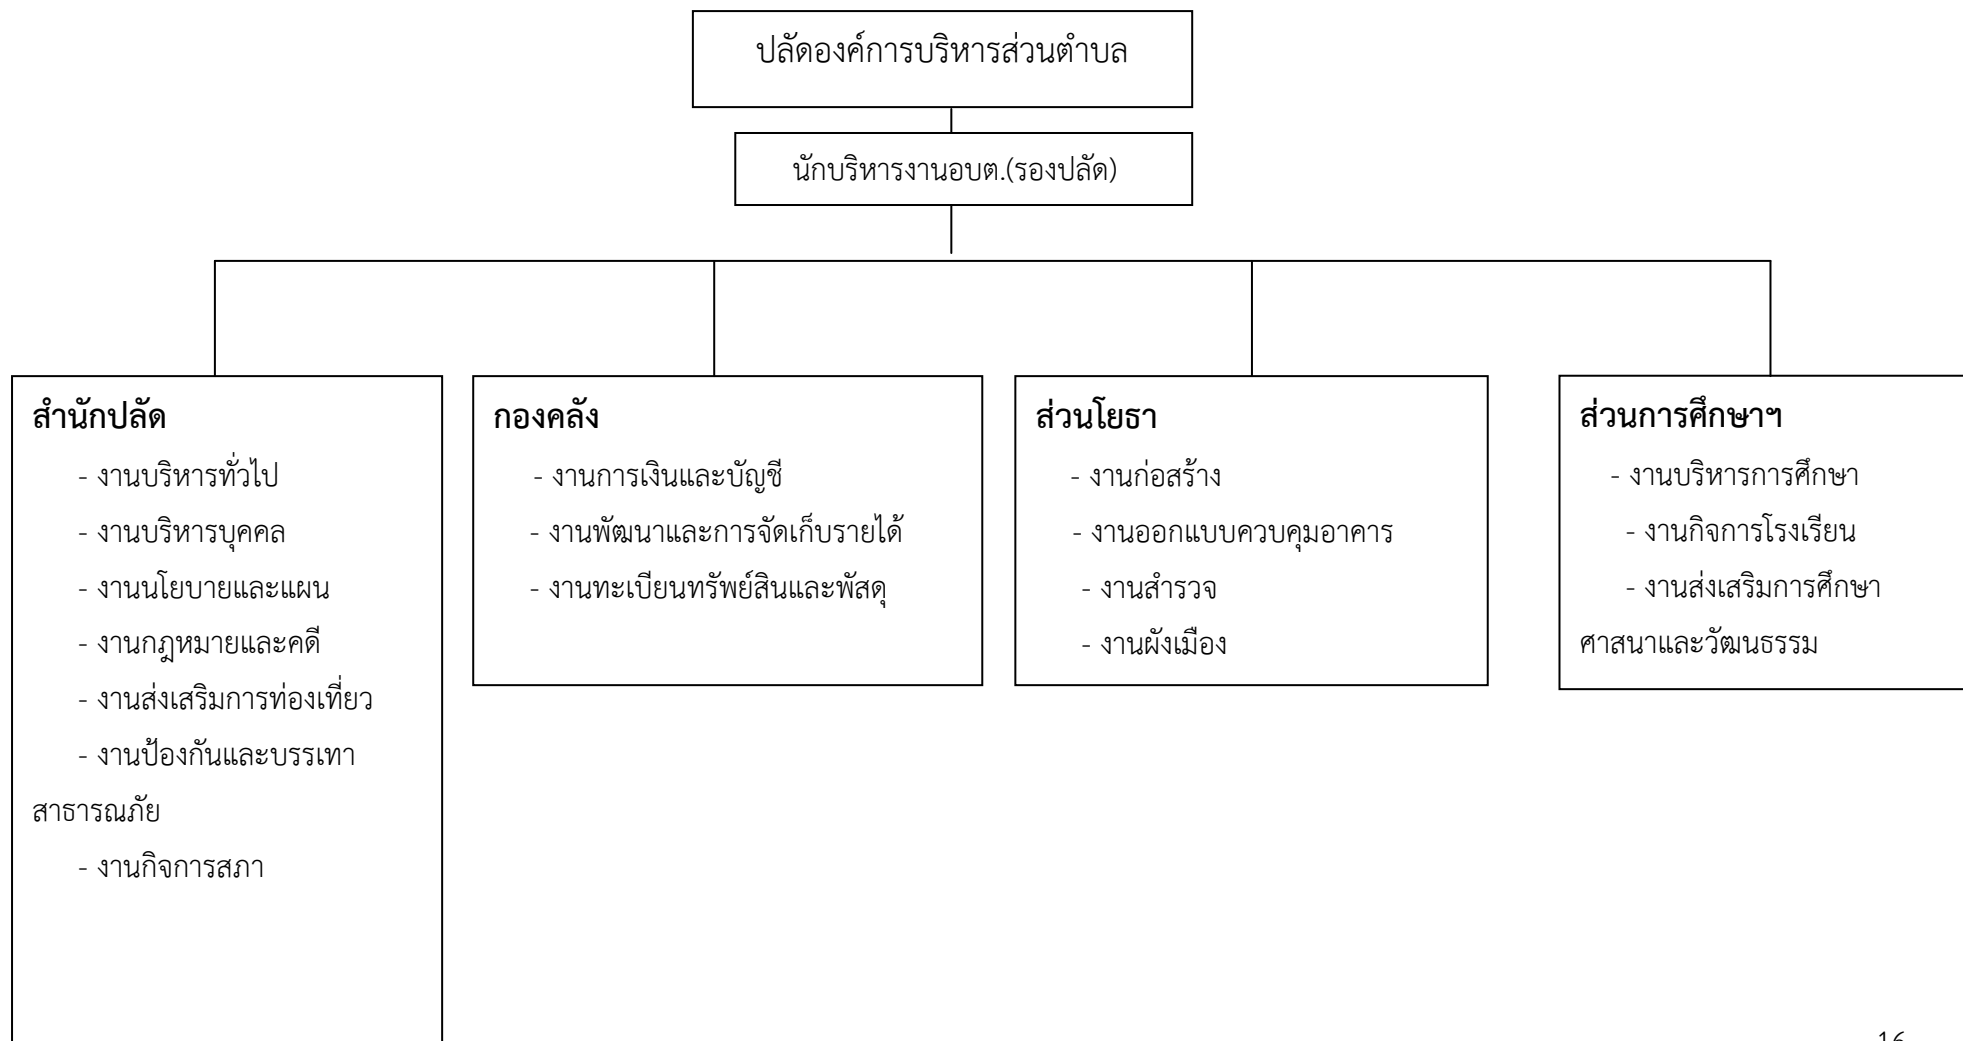 ปลัดองค์การบริหารส่วนตำบล
นักบริหารงานอบต.(รองปลัด)
สำนักปลัด
- งานบริหารทั่วไป
- งานบริหารบุคคล
- งานนโยบายและแผน
- งานกฎหมายและคดี
- งานส่งเสริมการท่องเที่ยว
- งานป้องกันและบรรเทา
สาธารณภัย
- งานกิจการสภา
กองคลัง
- งานการเงินและบัญชี
- งานพัฒนาและการจัดเก็บรายได้
- งานทะเบียนทรัพย์สินและพัสดุ
ส่วนโยธา
- งานก่อสร้าง
- งานออกแบบควบคุมอาคาร
- งานสำรวจ
- งานผังเมือง
ส่วนการศึกษาฯ
- งานบริหารการศึกษา
- งานกิจการโรงเรียน
- งานส่งเสริมการศึกษา
ศาสนาและวัฒนธรรม
16